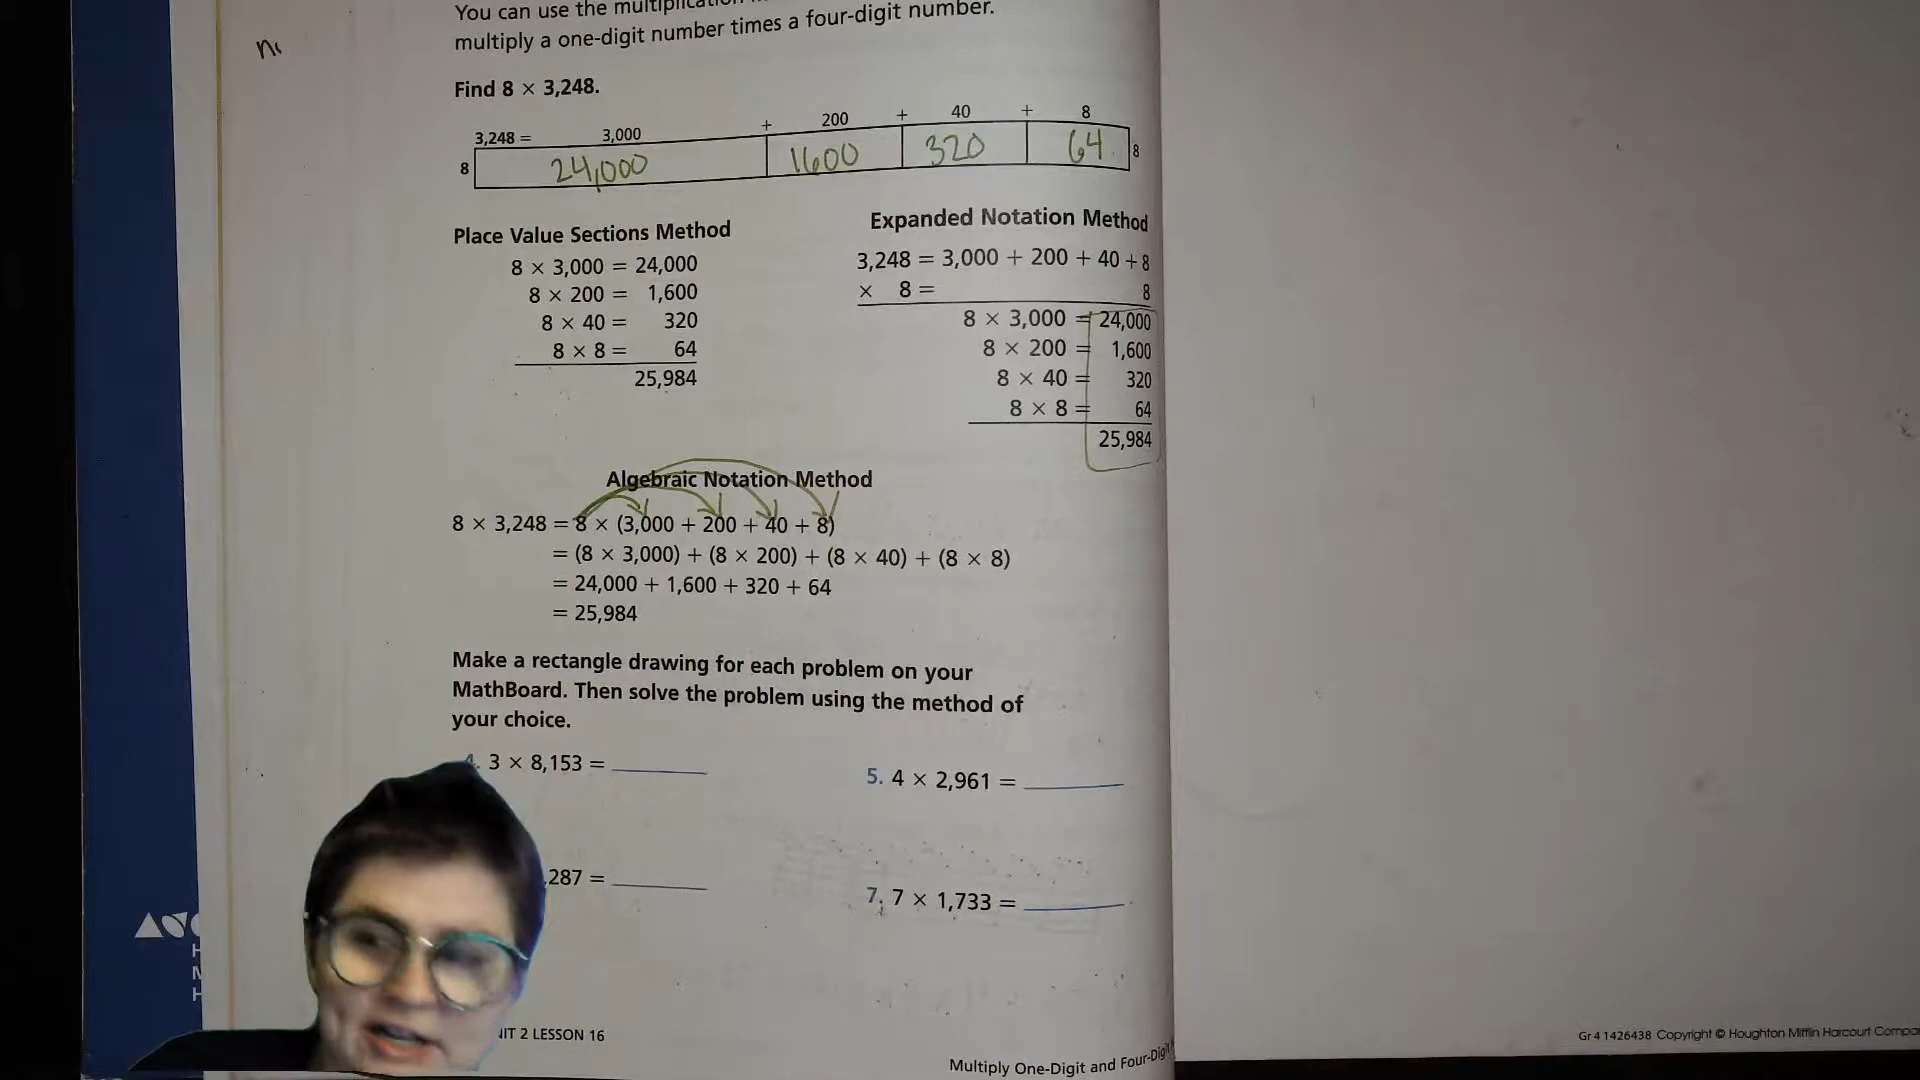 You can use the
multiply a one-digit number times a four-digit number.
Find 8 × 3,248.
3,248 = 3,000 + 200 + 40 + 8
8 24,000 1600 320 64 8
Place Value Sections Method
8 × 3,000 = 24,000
8 × 200 = 1,600
8 × 40 = 320
8 × 8 = 64
25,984
Expanded Notation Method
3,248 = 3,000 + 200 + 40 + 8
× 8 = 8
8 × 3,000 = 24,000
8 × 200 = 1,600
8 × 40 = 320
8 × 8 = 64
25,984
Algebraic Notation Method
8 × 3,248 = 8 × (3,000 + 200 + 40 + 8)
= (8 × 3,000) + (8 × 200) + (8 × 40) + (8 × 8)
= 24,000 + 1,600 + 320 + 64
= 25,984
Make a rectangle drawing for each problem on your
MathBoard. Then solve the problem using the method of
your choice.
3 × 8,153 =
5. 4 × 2,961 =
,287 =
7. 7 × 1,733 =
2 LESSON 16
Multiply One-Digit and Four-Digit
Gr 4 1426438 Copyright © Houghton Mifflin Harcourt